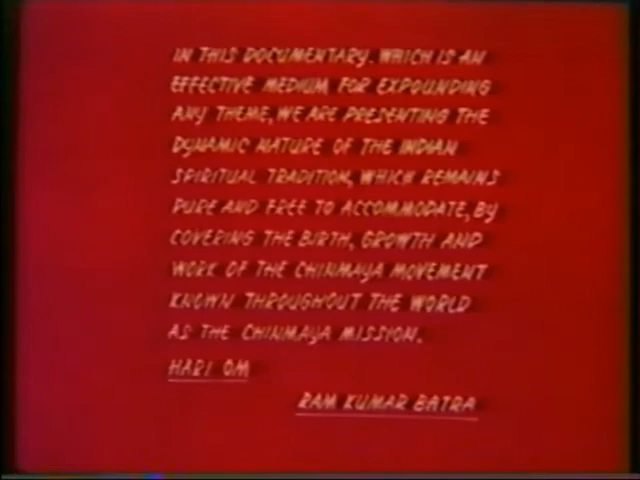 IN THIS DOCUMENTARY. WHICH IS AN
EFFECTIVE MEDIUM FOR EXPOUNDING
ANY THEME, WE ARE PRESENTING THE
DYNAMIC NATURE OF THE INDIAN
SPIRITUAL TRADITION, WHICH REMAINS
PURE AND FREE TO ACCOMMODATE, BY
COVERING THE BIRTH, GROWTH AND
WORK OF THE CHINMAYA MOVEMENT
KNOWN THROUGHOUT THE WORLD
AS THE CHINMAYA MISSION.
HARI OM
RAM KUMAR BATRA